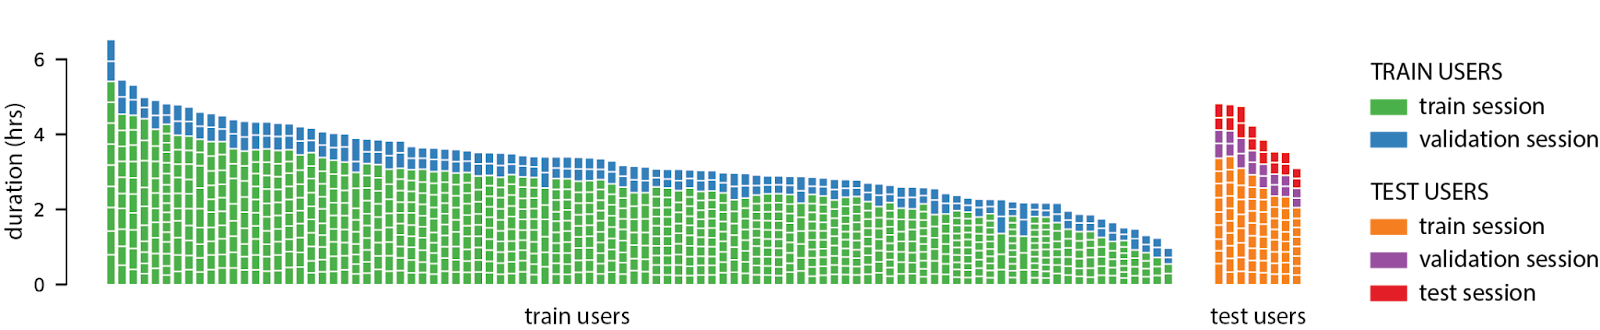 duration (hrs)
6
4
2
0
train users
test users
TRAIN USERS
train session
validation session
TEST USERS
train session
validation session
test session